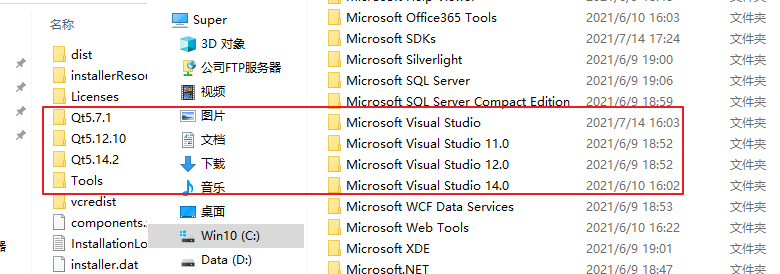 名称
dist
installerResou
Licenses
Qt5.7.1
Qt5.12.10
Qt5.14.2
Tools
vcredist
components.
InstallationLo
installer.dat
Super
3D 对象
公司FTP服务器
视频
图片
文档
下载
音乐
桌面
Win10 (C:)
Data (D:)
Microsoft Office365 Tools 2021/6/10 16:03 文件夹
Microsoft SDKs 2021/7/14 17:24 文件夹
Microsoft Silverlight 2021/6/9 19:00 文件夹
Microsoft SQL Server 2021/6/9 19:06 文件夹
Microsoft SQL Server Compact Edition 2021/6/9 18:59 文件夹
Microsoft Visual Studio 2021/7/14 16:03 文件夹
Microsoft Visual Studio 11.0 2021/6/9 18:52 文件夹
Microsoft Visual Studio 12.0 2021/6/9 18:52 文件夹
Microsoft Visual Studio 14.0 2021/6/10 16:02 文件夹
Microsoft WCF Data Services 2021/6/9 18:53 文件夹
Microsoft Web Tools 2021/6/10 16:22 文件夹
Microsoft XDE 2021/6/9 19:01 文件夹
Microsoft.NET 2021/6/9 18:47 文件夹